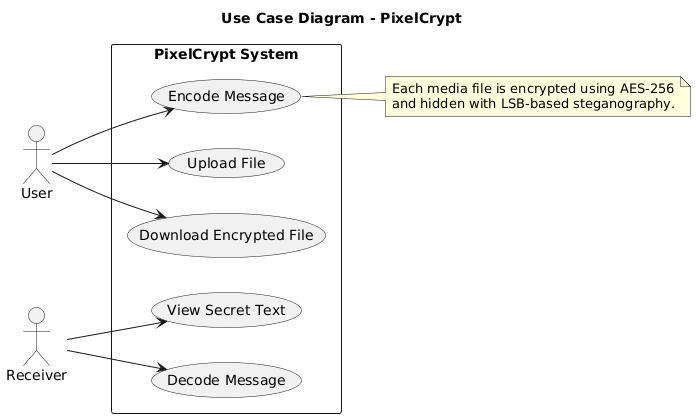 Use Case Diagram - PixelCrypt
PixelCrypt System
Encode Message
Each media file is encrypted using AES-256
and hidden with LSB-based steganography.
Upload File
User
Download Encrypted File
View Secret Text
Receiver
Decode Message